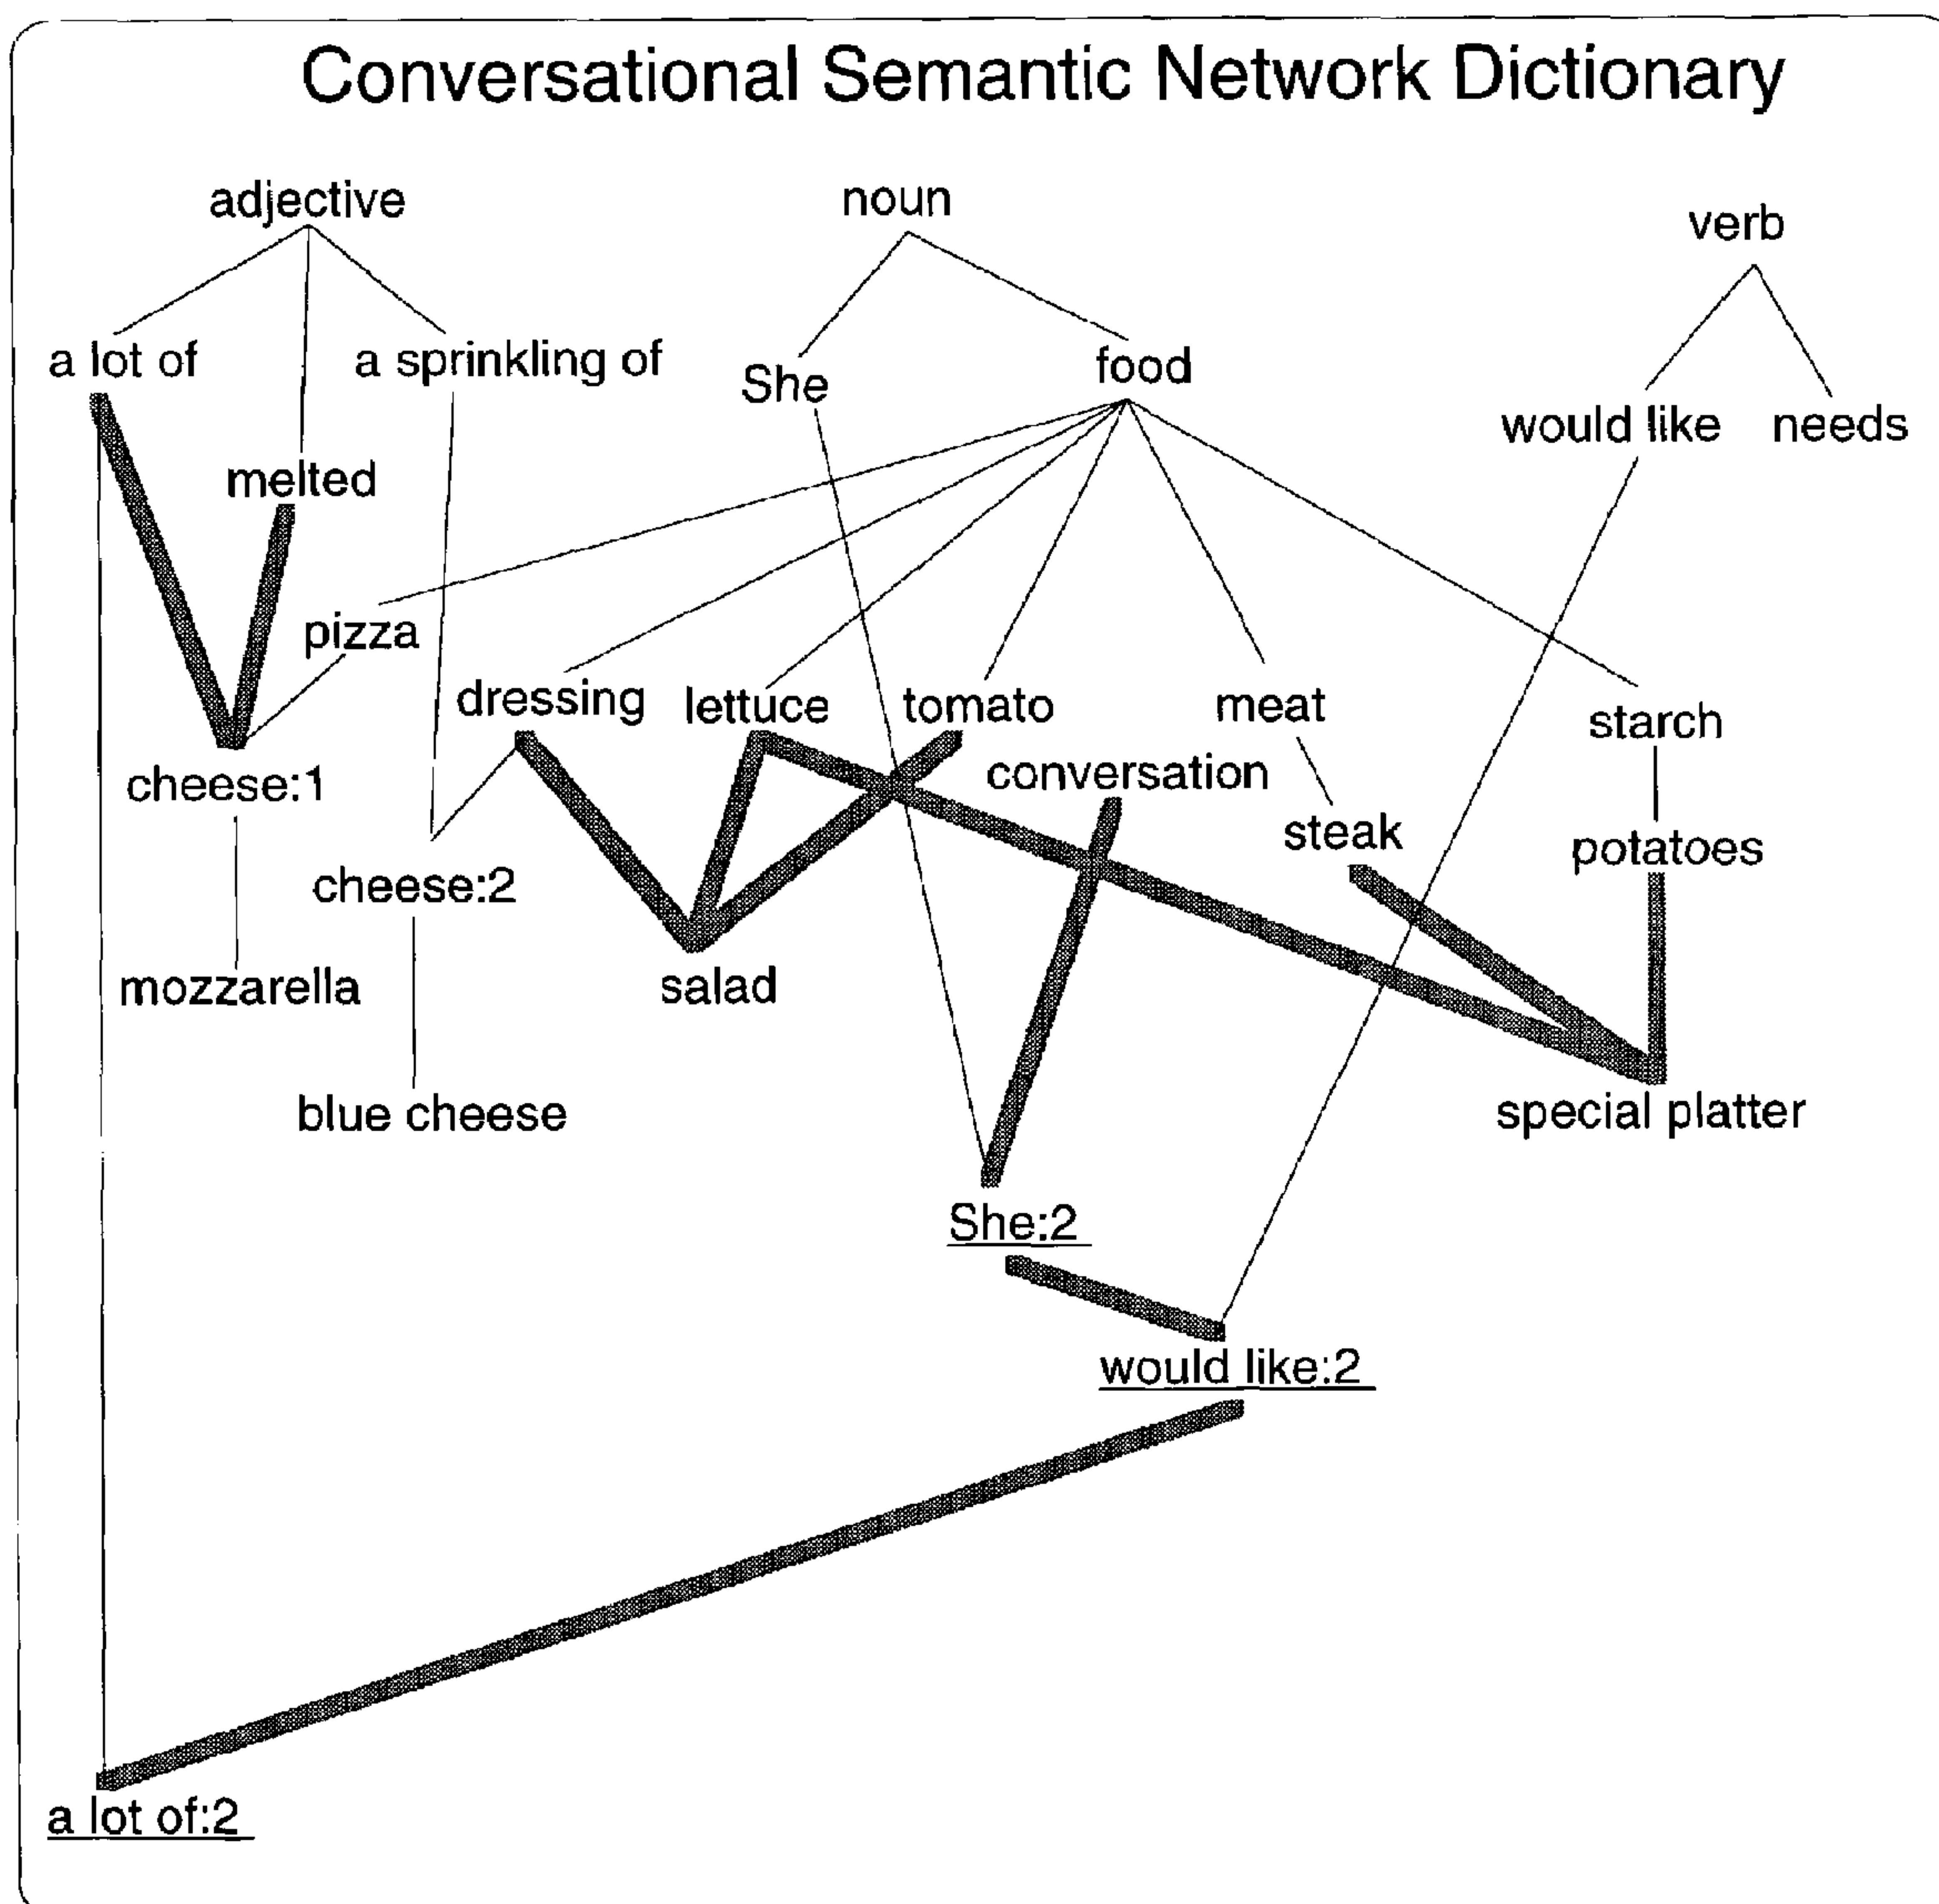 Conversational Semantic Network Dictionary
adjective
noun
verb
a lot of
a sprinkling of
She
food
would like
needs
melted
pizza
dressing
lettuce
tomato
meat
starch
cheese:1
conversation
steak
potatoes
cheese:2
mozzarella
salad
blue cheese
special platter
She:2
would like:2
a lot of:2